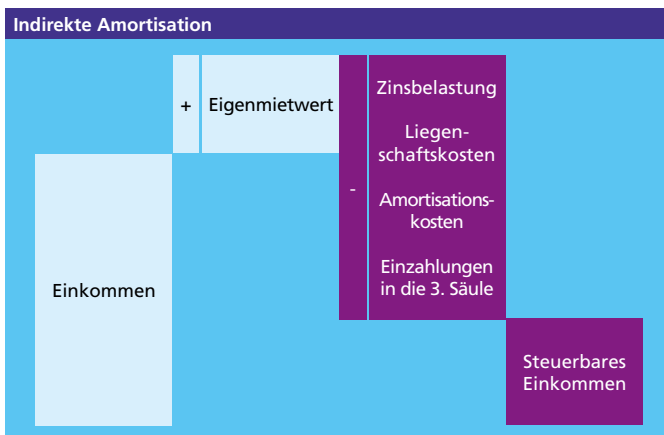 Indirekte Amortisation
+
Eigenmietwert
-
Zinsbelastung
Liegen-
schaftskosten
Amortisations-
kosten
Einzahlungen
in die 3. Säule
Einkommen
Steuerbares
Einkommen